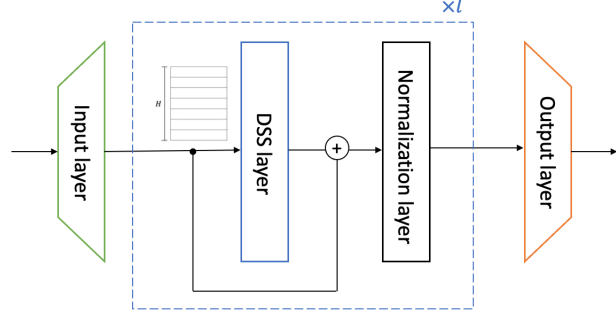 ×l
Input layer
H
DSS layer
+
Normalization layer
Output layer